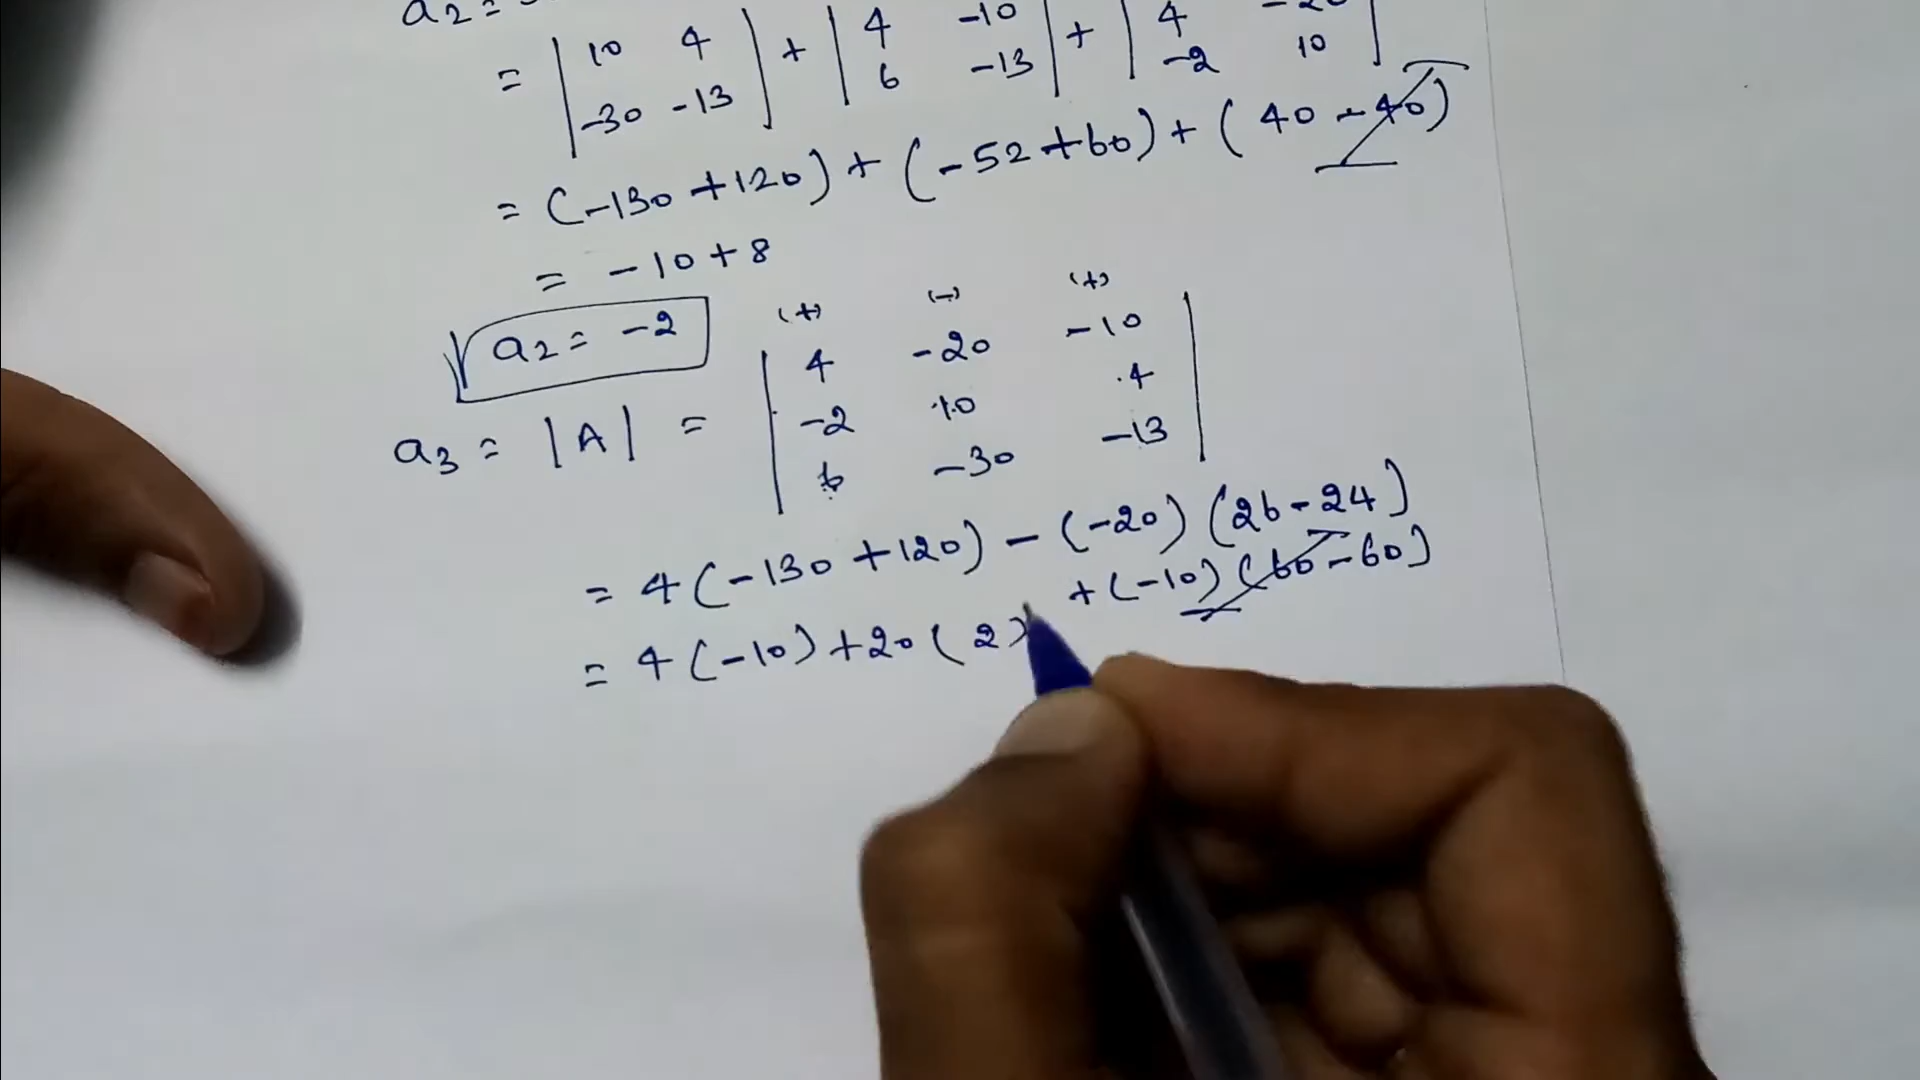 a2 =
= | 10 4 | + | 4 -10 | + | 4 -20 |
| -30 -13 | | 6 -13 | | -2 10 |
= (-130 +120) + (-52+60) + (40 - 40)
= -10 + 8
a2 = -2
(+) (-) (+)
| 4 -20 -10 |
| -2 10 4 |
a3 = |A| =
| 6 -30 -13 |
= 4(-130 +120) - (-20) (26-24)
+(-10) (60-60)
= 4(-10) +20 ( 2)